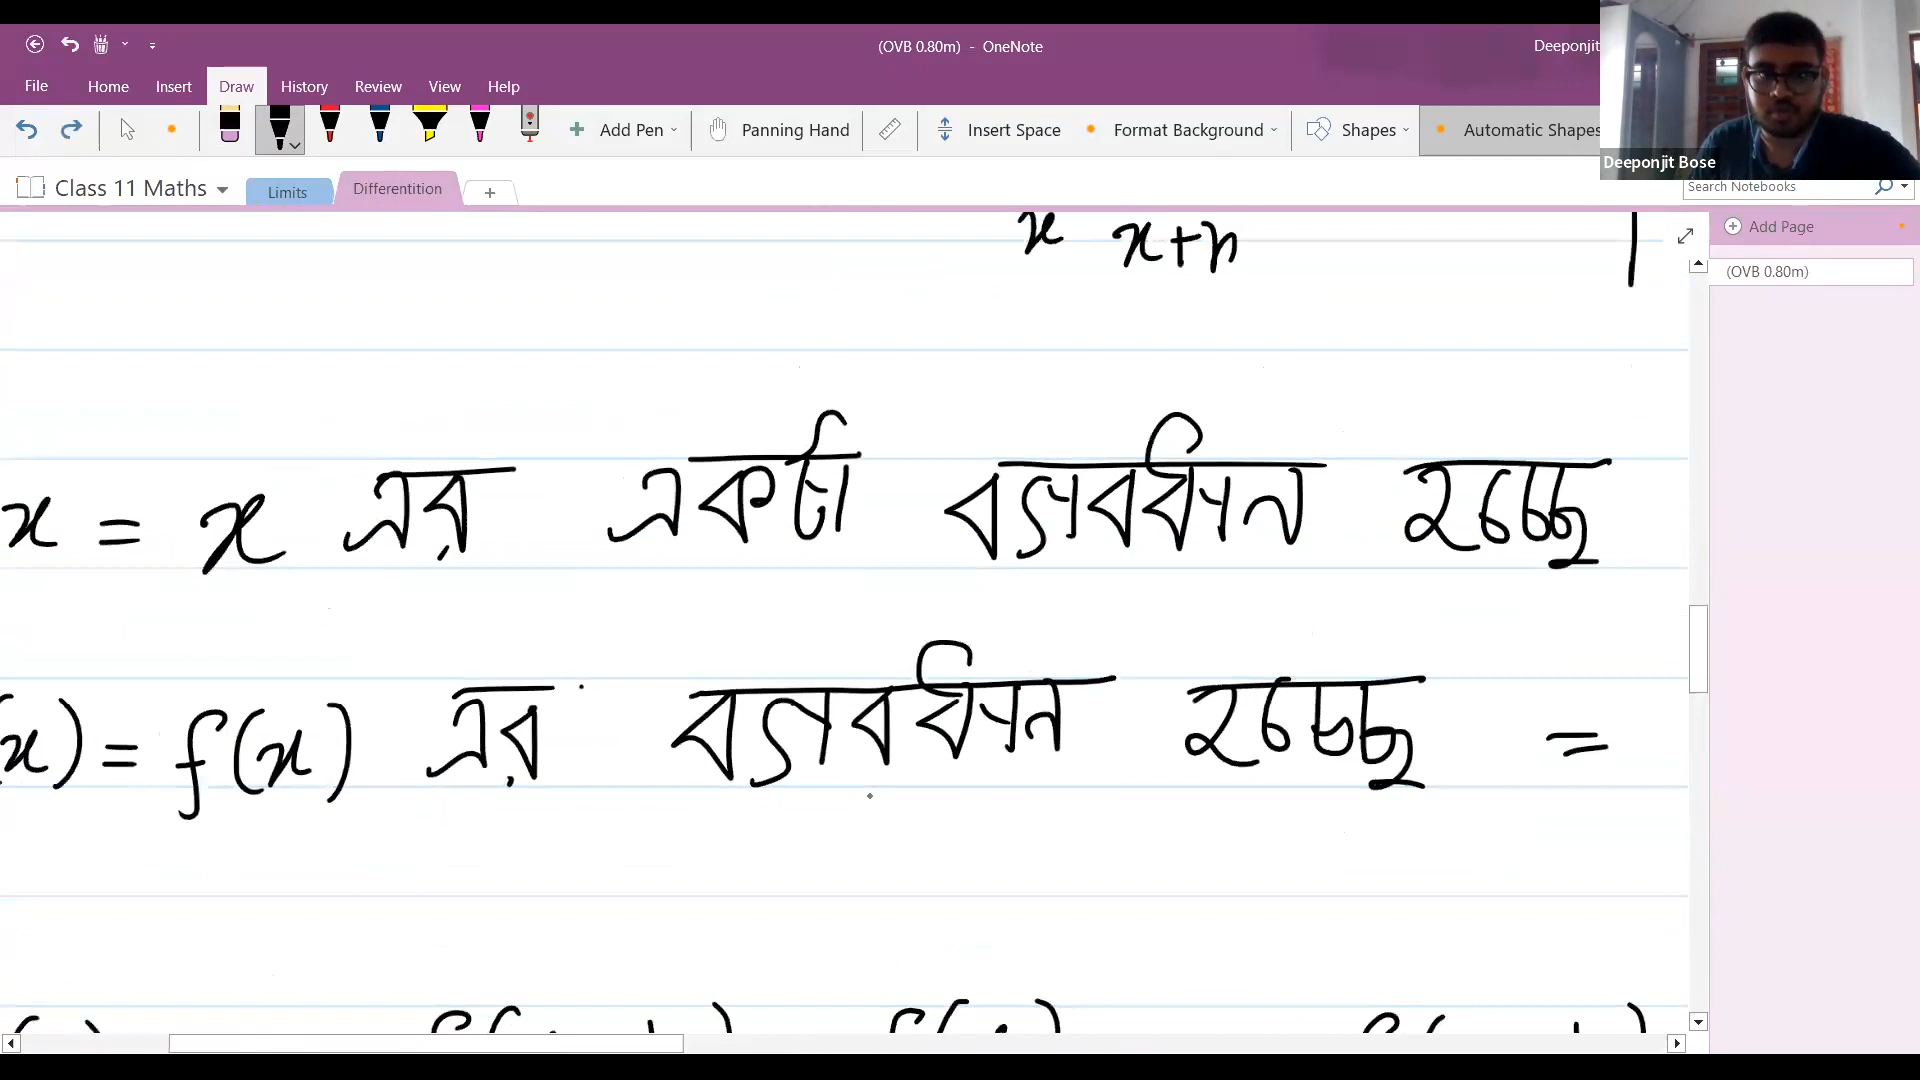 (OVB 0.80m) - OneNote
Deeponjit
File Home Insert Draw History Review View Help
Add Pen Panning Hand Insert Space Format Background Shapes Automatic Shapes
Deeponjit Bose
Class 11 Maths Limits Differentition
Search Notebooks
Add Page
(OVB 0.80m)
x x+h
x = x এর একটা ব্যবধান হচ্ছে
x) = f(x) এর ব্যবধান হচ্ছে =